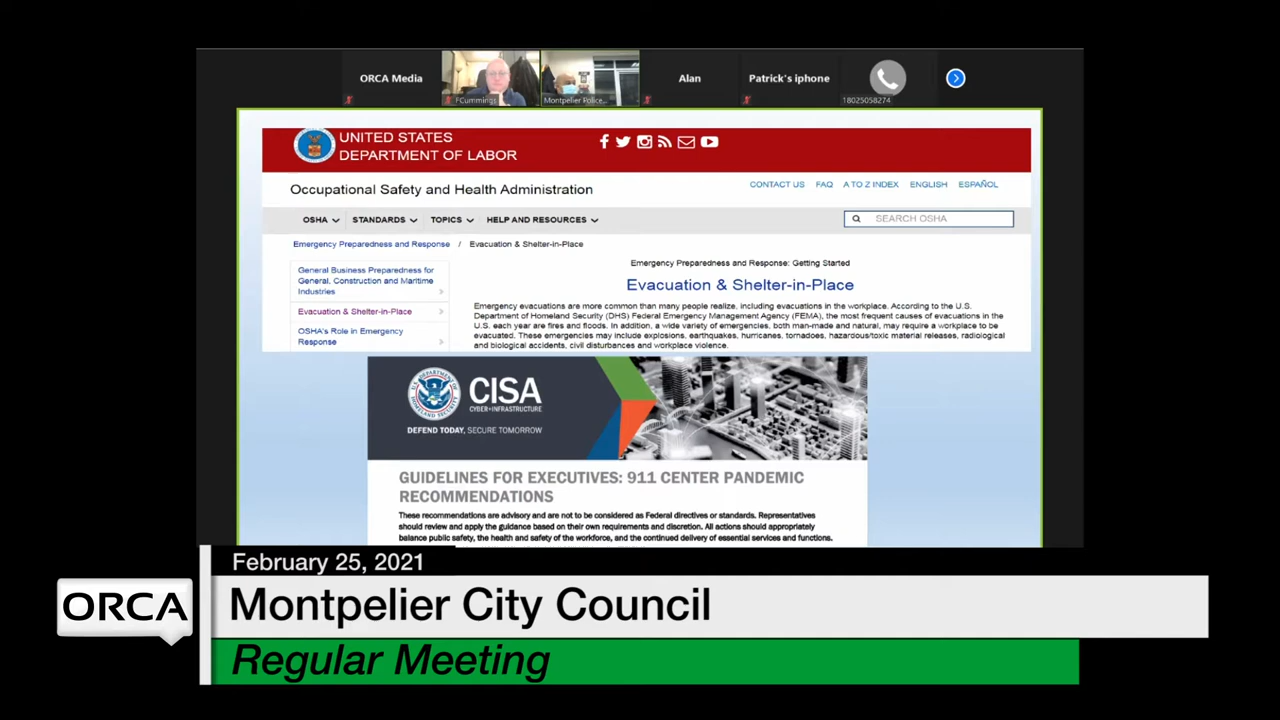 ORCA Media
FCummings
Montpelier Police...
Alan
Patrick's iphone
18025058274
UNITED STATES
DEPARTMENT OF LABOR
Occupational Safety and Health Administration
CONTACT US FAQ A TO Z INDEX ENGLISH ESPAÑOL
OSHA STANDARDS TOPICS HELP AND RESOURCES
SEARCH OSHA
Emergency Preparedness and Response / Evacuation & Shelter-in-Place
General Business Preparedness for
General, Construction and Maritime
Industries
Evacuation & Shelter-in-Place
OSHA's Role in Emergency
Response
Emergency Preparedness and Response: Getting Started
Evacuation & Shelter-in-Place
Emergency evacuations are more common than many people realize, including evacuations in the workplace. According to the U.S.
Department of Homeland Security (DHS) Federal Emergency Management Agency (FEMA), the most frequent causes of evacuations in the
U.S. each year are fires and floods. In addition, a wide variety of emergencies, both man-made and natural, may require a workplace to be
evacuated. These emergencies may include explosions, earthquakes, hurricanes, tornadoes, hazardous/toxic material releases, radiological
and biological accidents, civil disturbances and workplace violence.
CISA
CYBER+INFRASTRUCTURE
DEFEND TODAY, SECURE TOMORROW
GUIDELINES FOR EXECUTIVES: 911 CENTER PANDEMIC
RECOMMENDATIONS
These recommendations are advisory and are not to be considered as Federal directives or standards. Representatives
should review and apply the guidance based on their own requirements and discretion. All actions should appropriately
balance public safety, the health and safety of the workforce, and the continued delivery of essential services and functions.
February 25, 2021
ORCA
Montpelier City Council
Regular Meeting